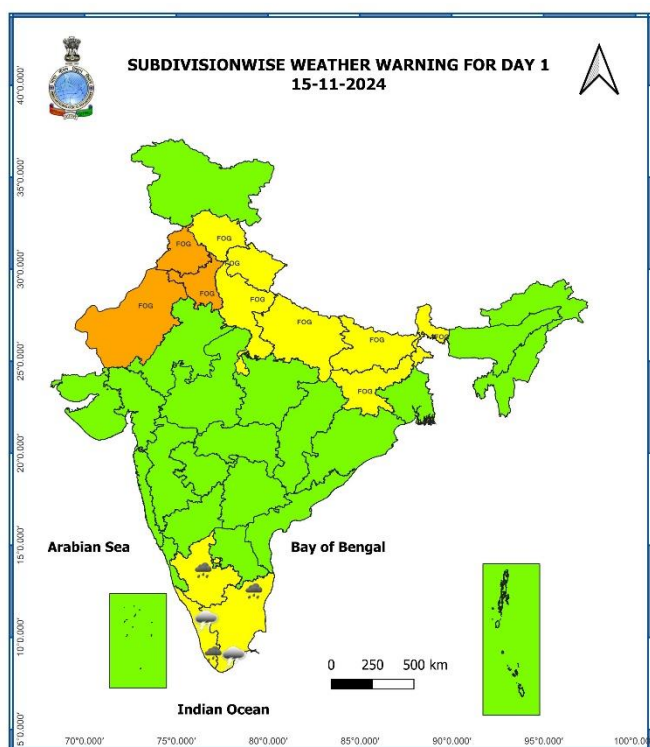 SUBDIVISIONWISE WEATHER WARNING FOR DAY 1
15-11-2024
40°0.000'
35°0.000'
30°0.000'
25°0.000'
20°0.000'
15°0.000'
10°0.000'
5°0.000'
FOG
FOG
FOG
FOG
FOG
FOG
FOG
FOG
FOG
FOG
Arabian Sea
Bay of Bengal
Indian Ocean
0 250 500 km
70°0.000' 75°0.000' 80°0.000' 85°0.000' 90°0.000' 95°0.000' 100°0.0